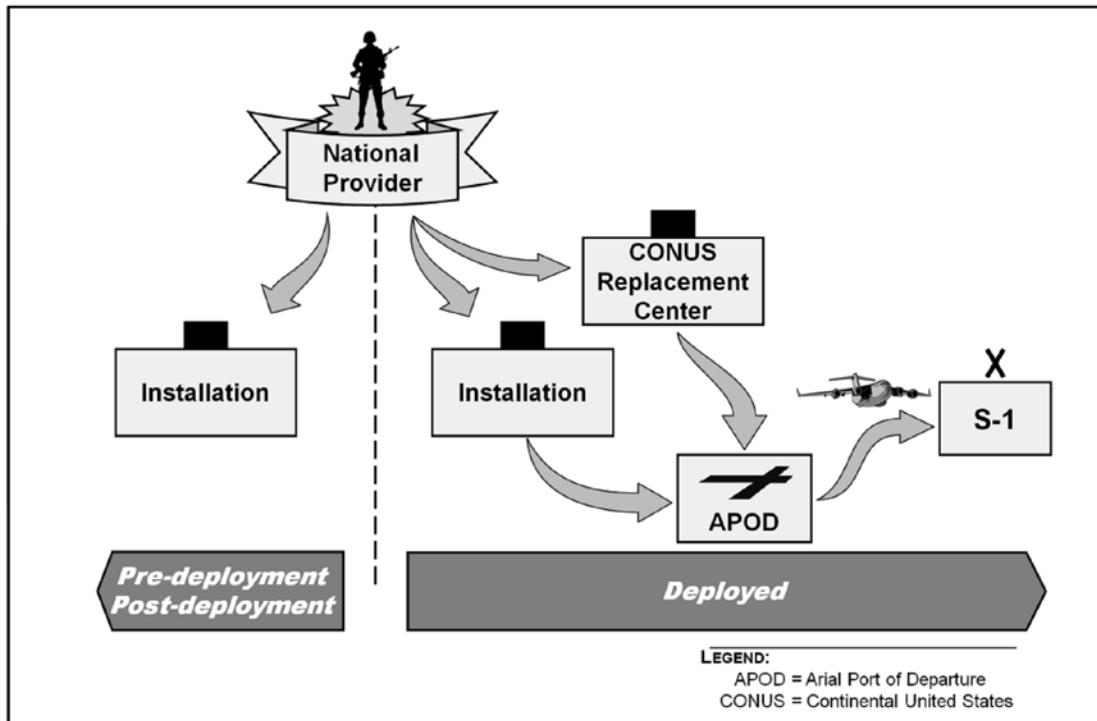 National
Provider
CONUS
Replacement
Center
Installation
Installation
X
S-1
APOD
Pre-deployment
Post-deployment
Deployed
LEGEND:
APOD = Arial Port of Departure
CONUS = Continental United States